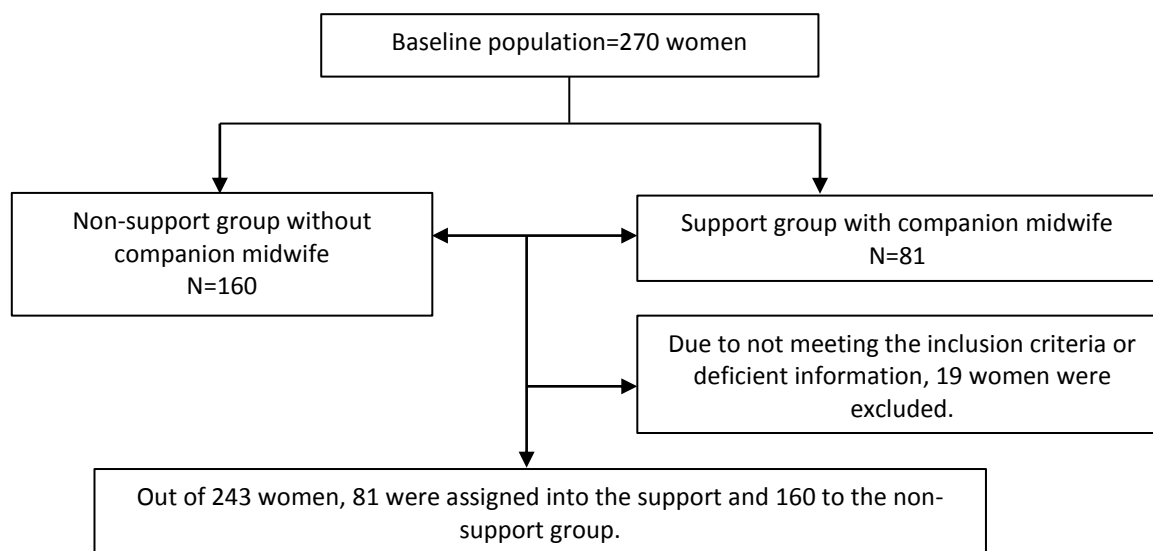 Baseline population=270 women
Non-support group without
companion midwife
N=160
Support group with companion midwife
N=81
Due to not meeting the inclusion criteria or
deficient information, 19 women were
excluded.
Out of 243 women, 81 were assigned into the support and 160 to the non-
support group.